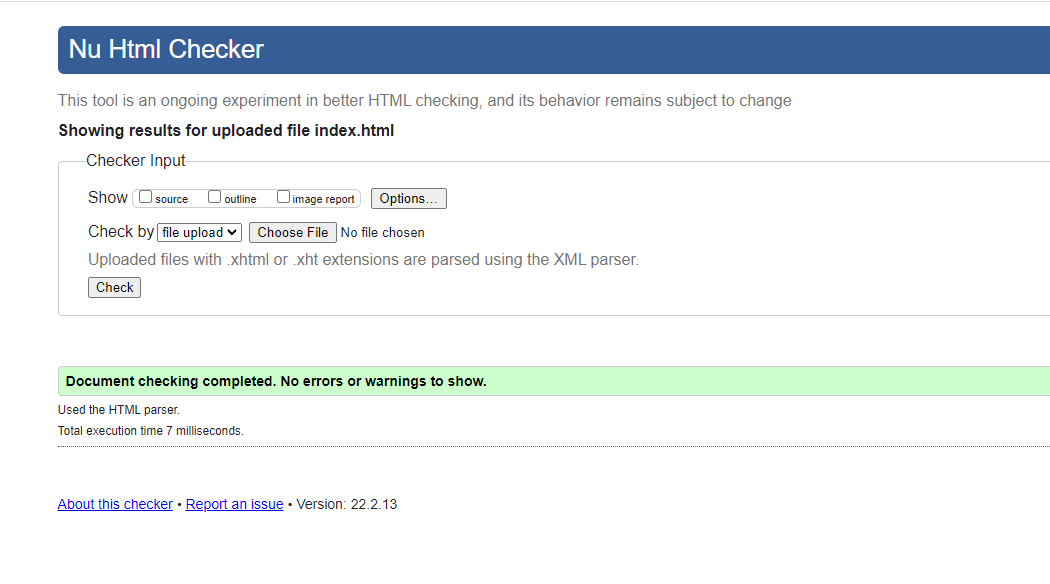 Nu Html Checker
This tool is an ongoing experiment in better HTML checking, and its behavior remains subject to change
Showing results for uploaded file index.html
Checker Input
Show source outline image report Options...
Check by file upload Choose File No file chosen
Uploaded files with .xhtml or .xht extensions are parsed using the XML parser.
Check
Document checking completed. No errors or warnings to show.
Used the HTML parser.
Total execution time 7 milliseconds.
About this checker • Report an issue • Version: 22.2.13